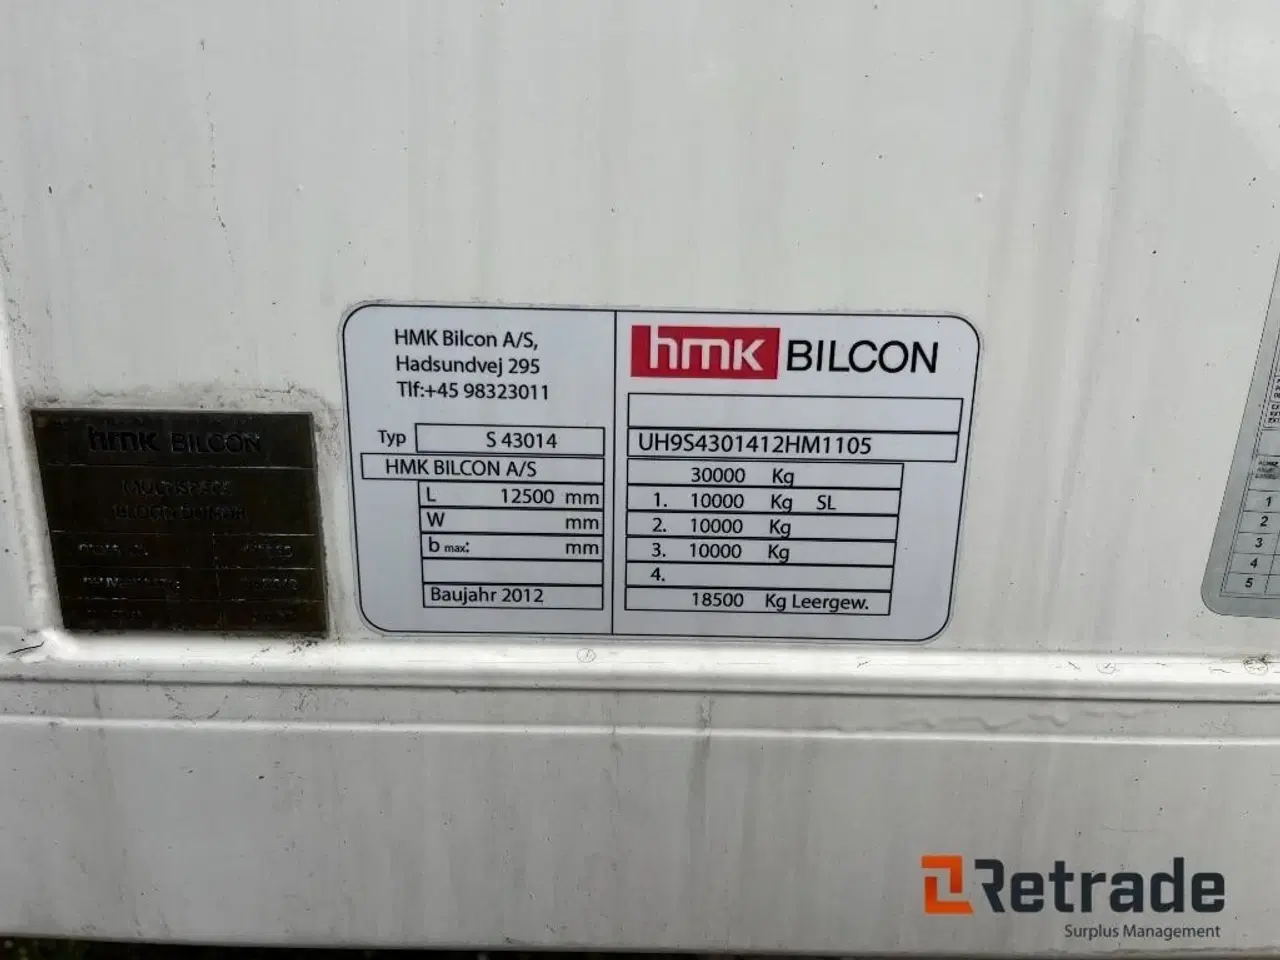 HMK Bilcon A/S,
Hadsundvej 295
Tlf:+45 98323011
Typ S 43014
HMK BILCON A/S
L 12500 mm
W mm
b max: mm
Baujahr 2012
hmk BILCON
UH9S4301412HM1105
30000 Kg
1. 10000 Kg SL
2. 10000 Kg
3. 10000 Kg
4.
18500 Kg Leergew.
hmk BILCON
1
2
3
4
5
Retrade
Surplus Management